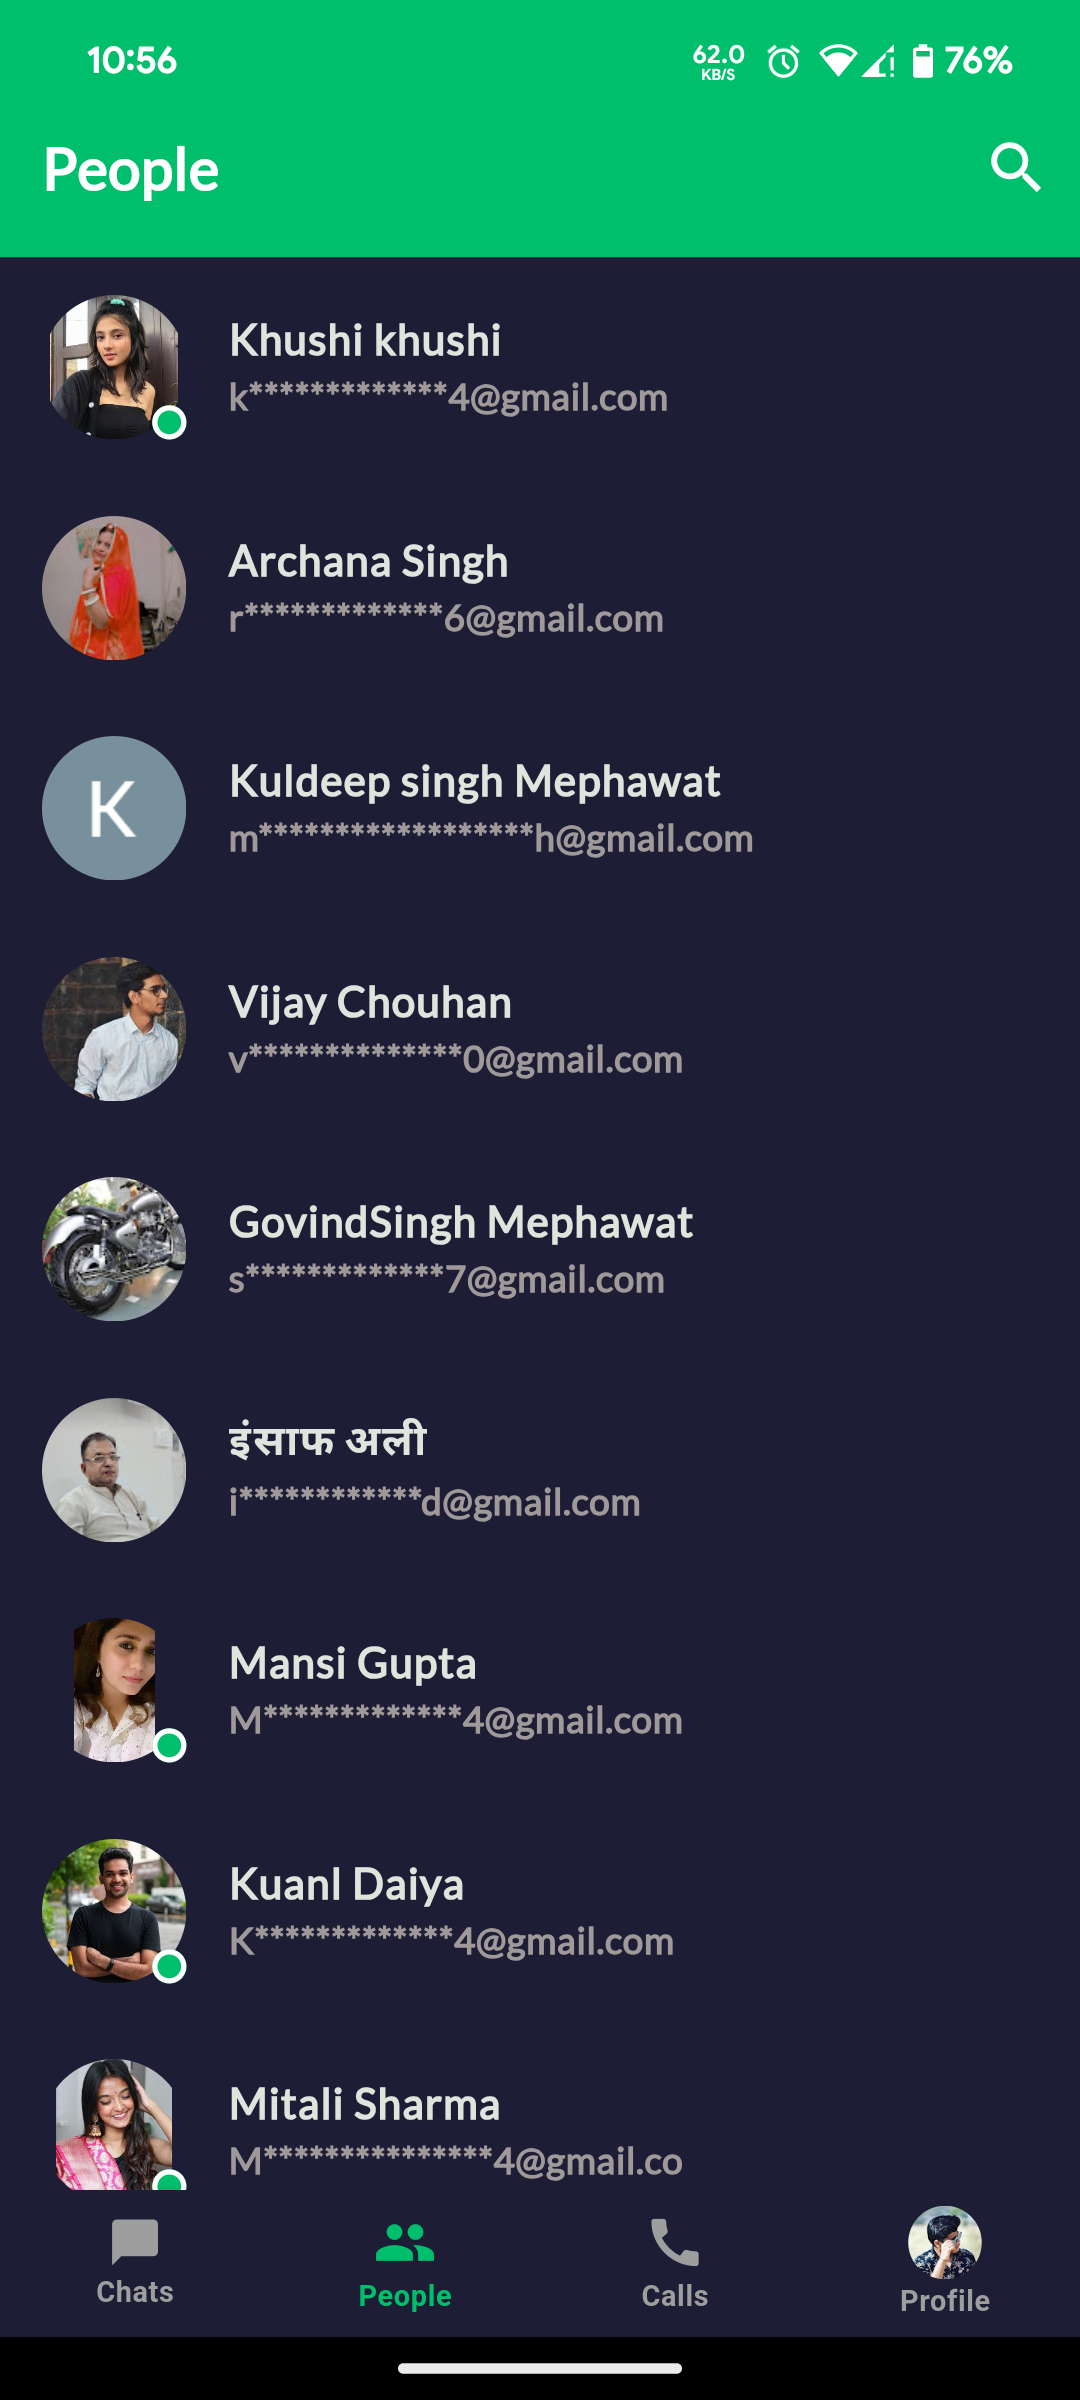 10:56
62.0
KB/S
76%
People
Khushi khushi
k*************4@gmail.com
Archana Singh
r*************6@gmail.com
K
Kuldeep singh Mephawat
m******************h@gmail.com
Vijay Chouhan
v**************0@gmail.com
GovindSingh Mephawat
s*************7@gmail.com
इंसाफ अली
i************d@gmail.com
Mansi Gupta
M*************4@gmail.com
Kuanl Daiya
K*************4@gmail.com
Mitali Sharma
M***************4@gmail.co
Chats
People
Calls
Profile